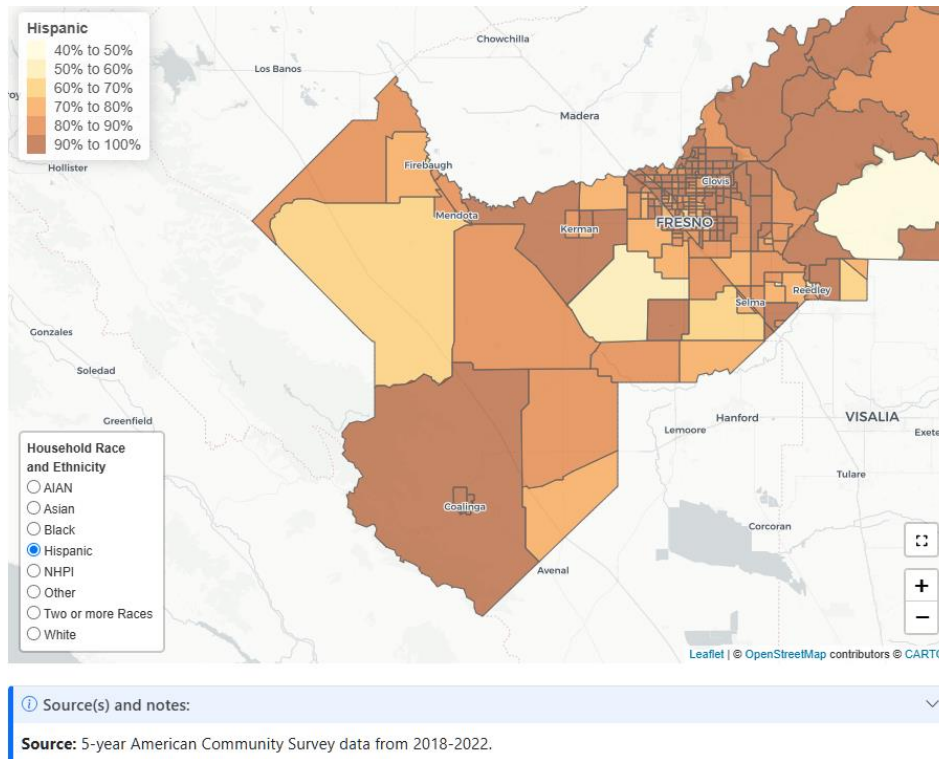 Hispanic
40% to 50%
50% to 60%
60% to 70%
70% to 80%
80% to 90%
90% to 100%
Chowchilla
Los Banos
Madera
Hollister
Firebaugh
Clovis
Mendota
Kerman
FRESNO
Reedley
Selma
Gonzales
Soledad
Greenfield
Hanford
VISALIA
Lemoore
Exete
Tulare
Household Race
and Ethnicity
AIAN
Asian
Black
Hispanic
NHPI
Other
Two or more Races
White
Coalinga
Corcoran
Avenal
+
−
Leaflet | © OpenStreetMap contributors © CARTO
Source(s) and notes:
Source: 5-year American Community Survey data from 2018-2022.